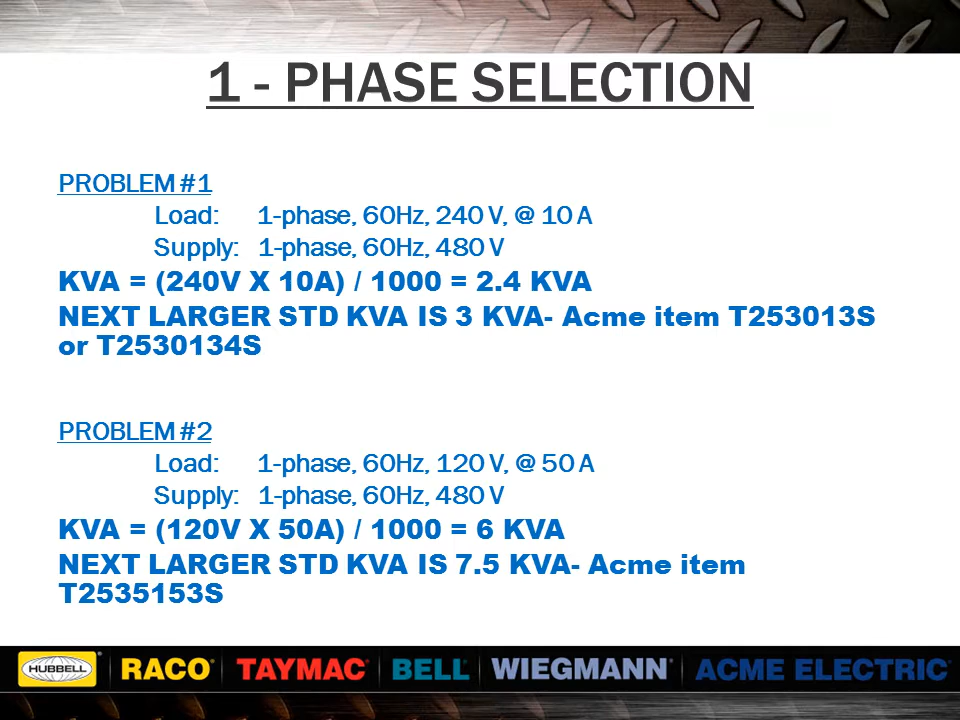 1 - PHASE SELECTION
PROBLEM #1
Load: 1-phase, 60Hz, 240 V, @ 10 A
Supply: 1-phase, 60Hz, 480 V
KVA = (240V X 10A) / 1000 = 2.4 KVA
NEXT LARGER STD KVA IS 3 KVA- Acme item T253013S
or T2530134S
PROBLEM #2
Load: 1-phase, 60Hz, 120 V, @ 50 A
Supply: 1-phase, 60Hz, 480 V
KVA = (120V X 50A) / 1000 = 6 KVA
NEXT LARGER STD KVA IS 7.5 KVA- Acme item
T2535153S
HUBBELL® RACO® TAYMAC® BELL® WIEGMANN® ACME ELECTRIC®